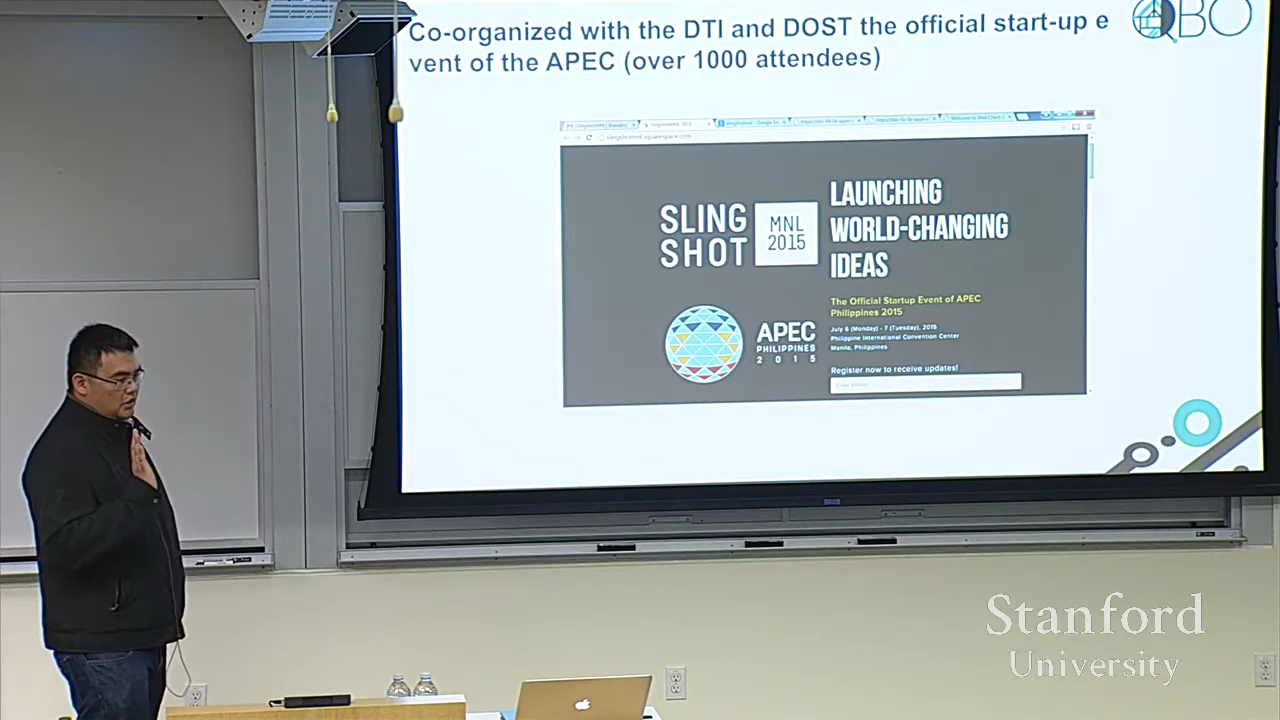 Co-organized with the DTI and DOST the official start-up e
vent of the APEC (over 1000 attendees)
QBO
slingshotmnl.squarespace.com
SLING
SHOT
MNL
2015
LAUNCHING
WORLD-CHANGING
IDEAS
The Official Startup Event of APEC
Philippines 2015
July 6 (Monday) - 7 (Tuesday), 2015
Philippine International Convention Center
Manila, Philippines
APEC
PHILIPPINES
2015
Register now to receive updates!
Stanford
University